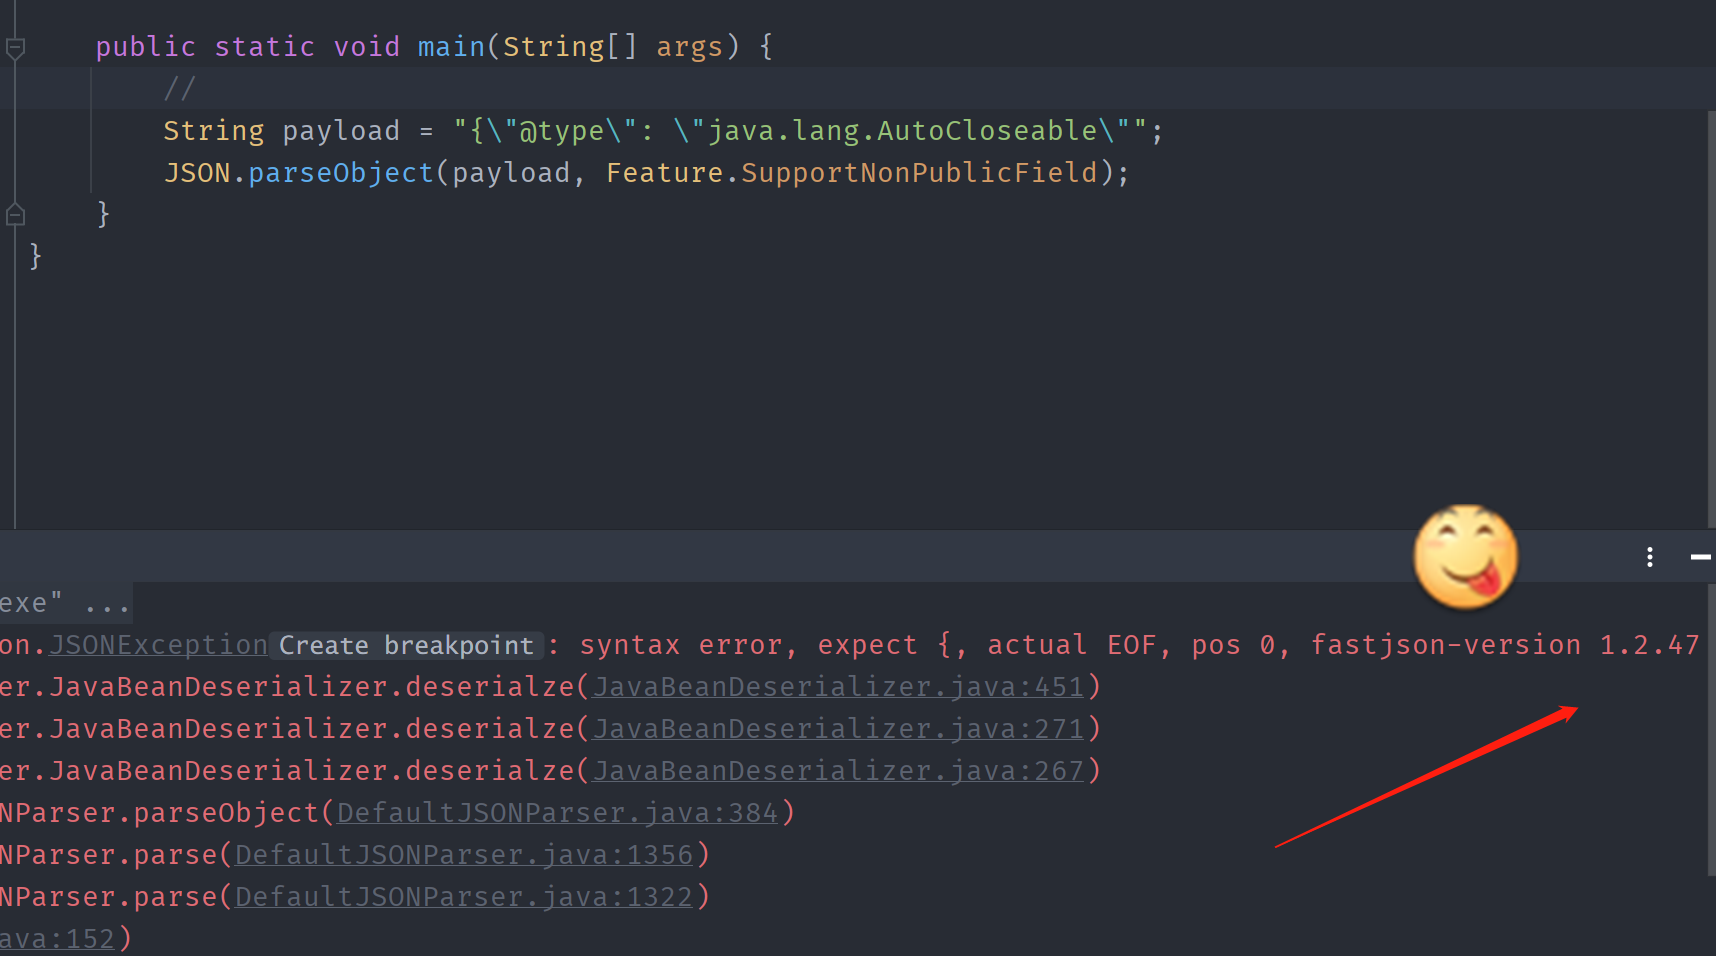 public static void main(String[] args) {
//
String payload = "{\"@type\": \"java.lang.AutoCloseable\"";
JSON.parseObject(payload, Feature.SupportNonPublicField);
}
}
exe" ...
on.JSONException Create breakpoint : syntax error, expect {, actual EOF, pos 0, fastjson-version 1.2.47
er.JavaBeanDeserializer.deserialze(JavaBeanDeserializer.java:451)
er.JavaBeanDeserializer.deserialze(JavaBeanDeserializer.java:271)
er.JavaBeanDeserializer.deserialze(JavaBeanDeserializer.java:267)
NParser.parseObject(DefaultJSONParser.java:384)
NParser.parse(DefaultJSONParser.java:1356)
NParser.parse(DefaultJSONParser.java:1322)
ava:152)